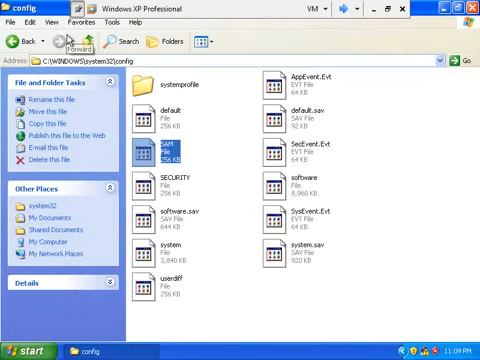 config
Windows XP Professional
VM
File View Favorites Tools Help
Back
Search Folders
Forward
C:\WINDOWS\system32\config
Go
File and Folder Tasks
Rename this file
Move this file
Copy this file
Publish this file to the Web
E-mail this file
Delete this file
Other Places
system32
My Documents
Shared Documents
My Computer
My Network Places
Details
systemprofile
AppEvent.Evt
EVT File
64 KB
default
File
256 KB
default.sav
SAV File
92 KB
SAM
File
256 KB
SecEvent.Evt
EVT File
64 KB
SECURITY
File
256 KB
software
File
8,960 KB
software.sav
SAV File
644 KB
SysEvent.Evt
EVT File
64 KB
system
File
3,840 KB
system.sav
SAV File
920 KB
userdiff
File
256 KB
start
config
11:09 PM